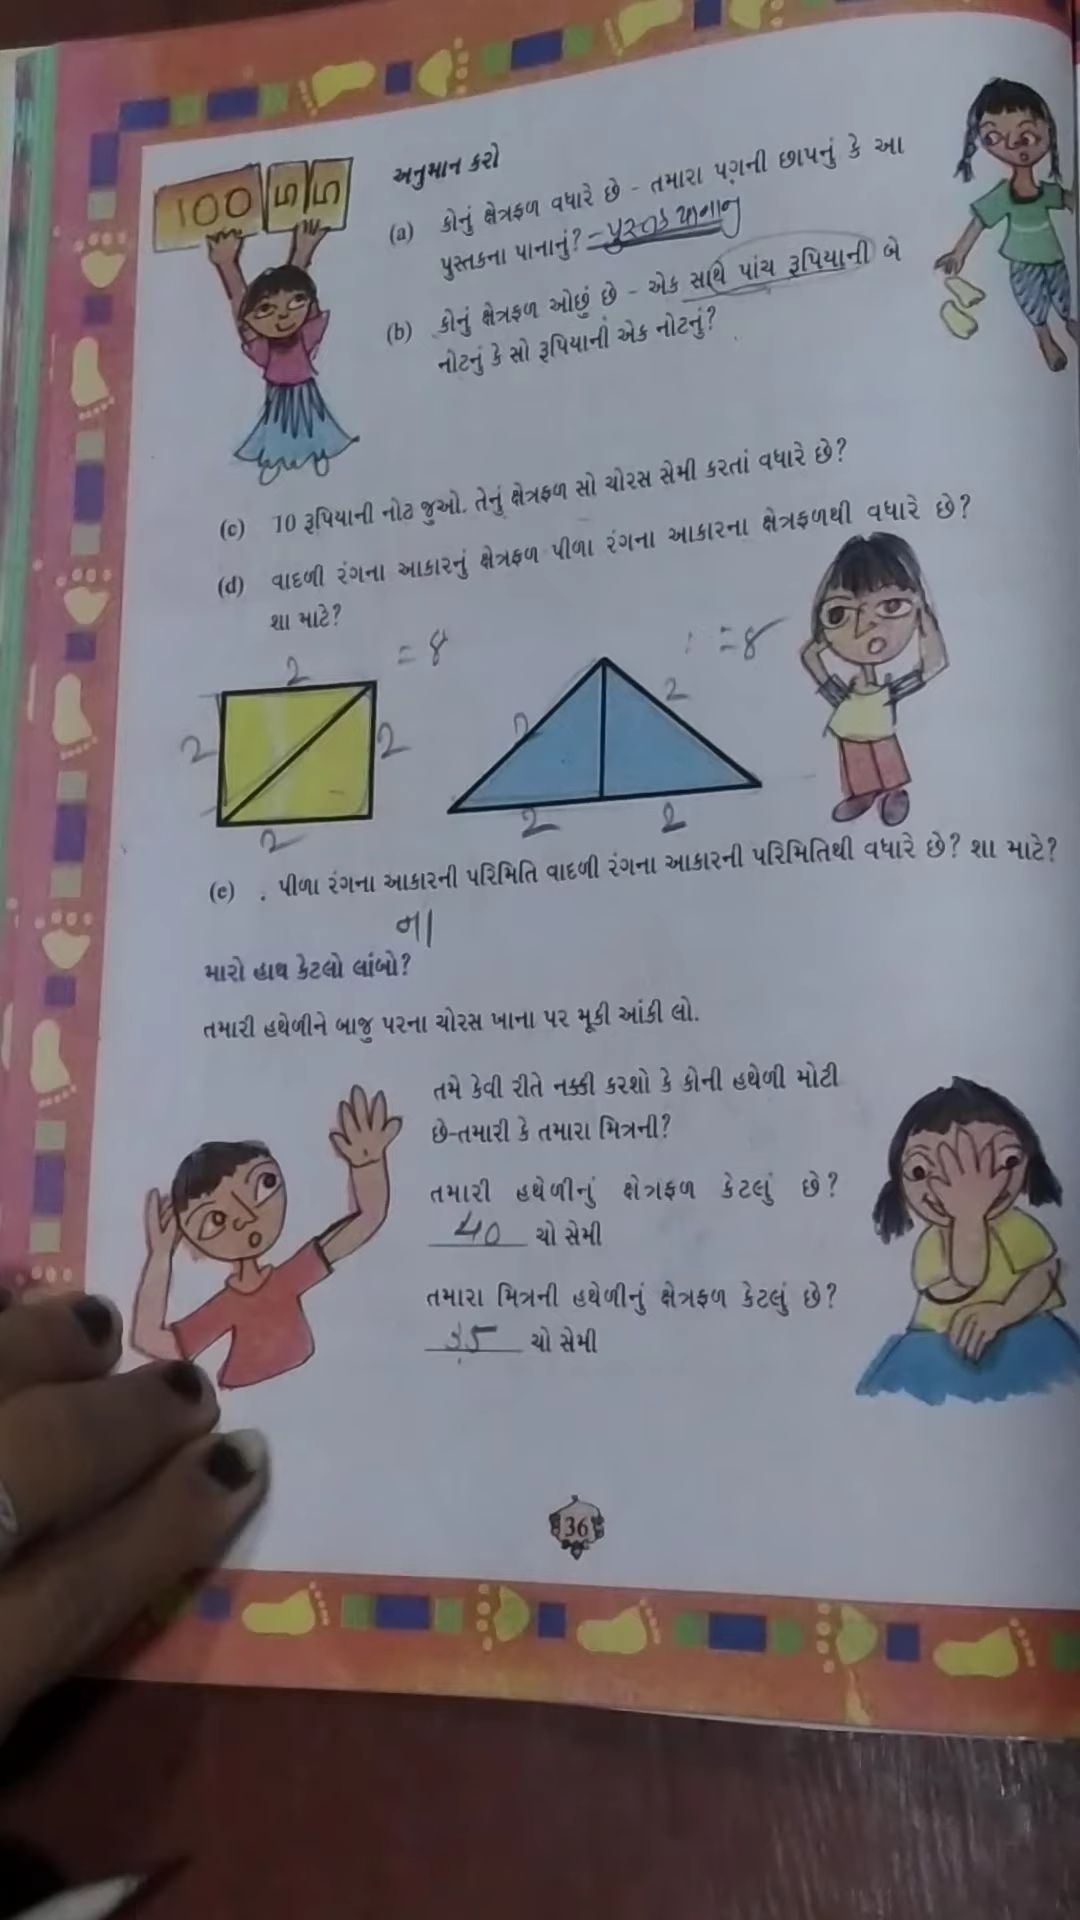 100 5 5
અનુમાન કરો
(a) કોનું ક્ષેત્રફળ વધારે છે - તમારા પગની છાપનું કે આ
પુસ્તકના પાનાનું? - પુસ્તક પાનાનુ
(b) કોનું ક્ષેત્રફળ ઓછું છે - એક સાથે પાંચ રૂપિયાની બે
નોટનું કે સો રૂપિયાની એક નોટનું?
(c) 10 રૂપિયાની નોટ જુઓ. તેનું ક્ષેત્રફળ સો ચોરસ સેમી કરતાં વધારે છે?
(d) વાદળી રંગના આકારનું ક્ષેત્રફળ પીળા રંગના આકારના ક્ષેત્રફળથી વધારે છે?
શા માટે?
2 = 8
: = 8
2 2
2 2
2
2 2
(e) . પીળા રંગના આકારની પરિમિતિ વાદળી રંગના આકારની પરિમિતિથી વધારે છે? શા માટે?
ના
મારો હાથ કેટલો લાંબો?
તમારી હથેળીને બાજુ પરના ચોરસ ખાના પર મૂકી આંકી લો.
તમે કેવી રીતે નક્કી કરશો કે કોની હથેળી મોટી
છે-તમારી કે તમારા મિત્રની?
તમારી હથેળીનું ક્ષેત્રફળ કેટલું છે?
40 ચો સેમી
તમારા મિત્રની હથેળીનું ક્ષેત્રફળ કેટલું છે?
35 ચો સેમી
36